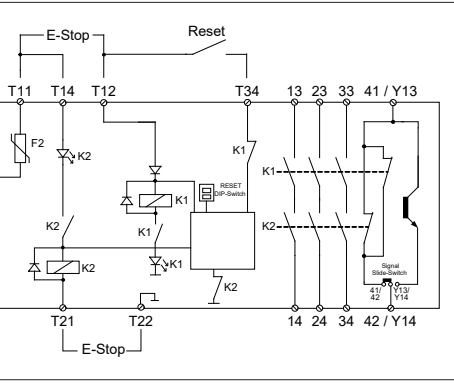 E-Stop
Reset
T11
T14
T12
T34
13
23
33
41 / Y13
F2
K2
K1
K1
RESET
DIP-Switch
K1
K2
K1
K2
K1
K2
K2
Signal
Slide-Switch
41/
42
Y13/
Y14
T21
T22
14
24
34
42 / Y14
E-Stop